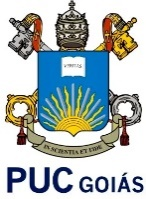 IN SCIENTIA ET FIDE
PUC GOIÁS